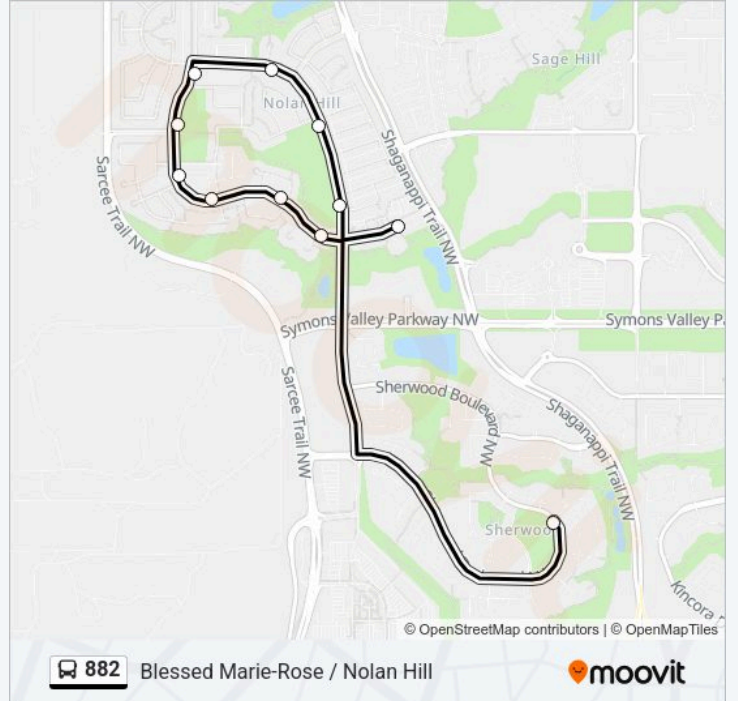 Sage Hill
Nolan Hill
Shaganappi Trail NW
Sarcee Trail NW
Symons Valley Parkway NW
Symons Valley P
Sherwood Boulevard NW
Sarcee Trail NW
Shaganappi Trail NW
Sherwoo
Kincora
© OpenStreetMap contributors | © OpenMapTiles
882 Blessed Marie-Rose / Nolan Hill
moovit